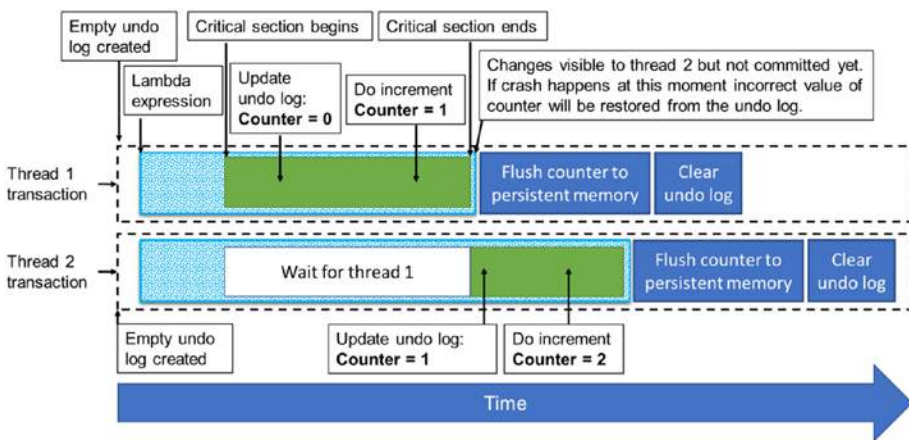 Empty undo
log created
Critical section begins
Critical section ends
Lambda
expression
Update
undo log:
Counter = 0
Do increment
Counter = 1
Changes visible to thread 2 but not committed yet.
If crash happens at this moment incorrect value of
counter will be restored from the undo log.
Thread 1
transaction
Flush counter to
persistent memory
Clear
undo log
Thread 2
transaction
Wait for thread 1
Flush counter to
persistent memory
Clear
undo log
Empty undo
log created
Update undo log:
Counter = 1
Do increment
Counter = 2
Time